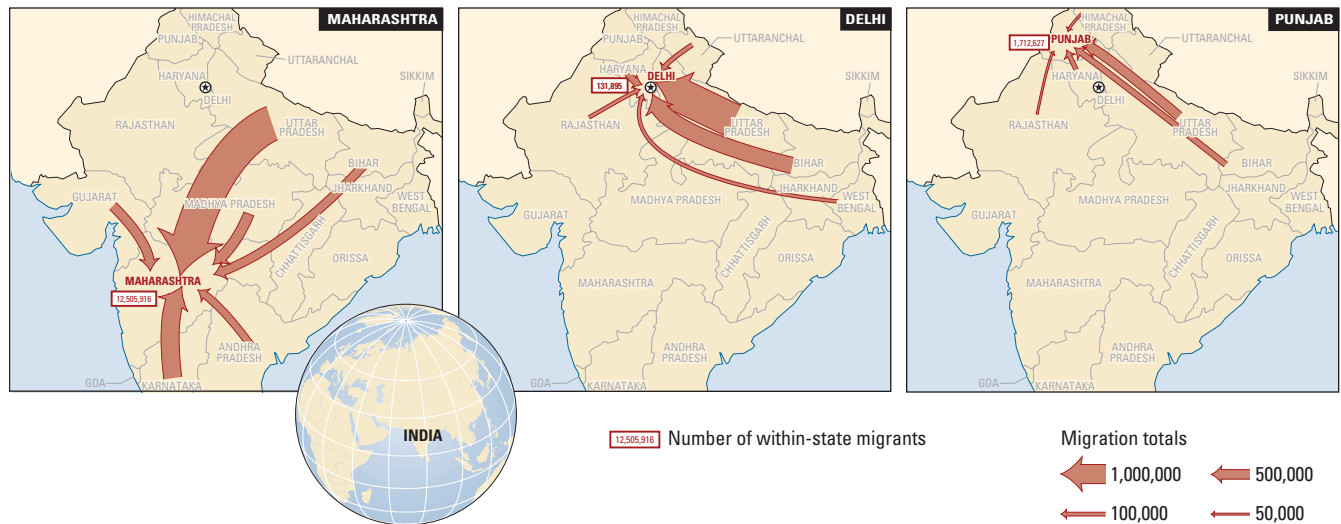 MAHARASHTRA
HIMACHAL
PRADESH
PUNJAB
UTTARANCHAL
HARYANA
DELHI
SIKKIM
RAJASTHAN
UTTAR
PRADESH
BIHAR
JHARKHAND
GUJARAT
MADHYA PRADESH
WEST
BENGAL
CHHATTISGARH
ORISSA
MAHARASHTRA
12,505,916
ANDHRA
PRADESH
GOA
KARNATAKA
DELHI
HIMACHAL
PRADESH
PUNJAB
UTTARANCHAL
HARYANA
DELHI
131,895
SIKKIM
RAJASTHAN
UTTAR
PRADESH
BIHAR
JHARKHAND
MADHYA PRADESH
WEST
BENGAL
GUJARAT
CHHATTISGARH
ORISSA
MAHARASHTRA
ANDHRA
PRADESH
GOA
KARNATAKA
PUNJAB
HIMACHAL
PRADESH
PUNJAB
1,712,627
UTTARANCHAL
HARYANA
DELHI
SIKKIM
RAJASTHAN
UTTAR
PRADESH
BIHAR
JHARKHAND
MADHYA PRADESH
WEST
BENGAL
GUJARAT
CHHATTISGARH
ORISSA
MAHARASHTRA
ANDHRA
PRADESH
GOA
KARNATAKA
INDIA
12,505,916 Number of within-state migrants
Migration totals
1,000,000 500,000
100,000 50,000